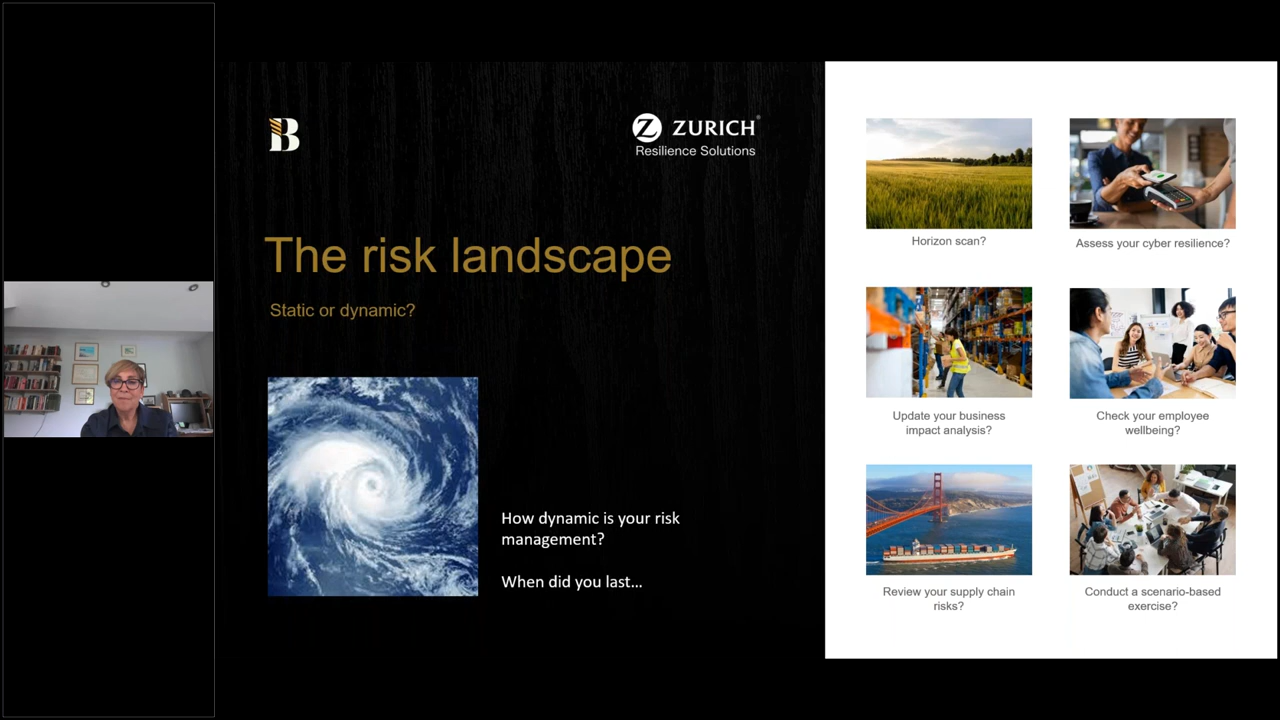 B
ZURICH®
Resilience Solutions
The risk landscape
Static or dynamic?
How dynamic is your risk
management?
When did you last...
Horizon scan?
Assess your cyber resilience?
Update your business
impact analysis?
Check your employee
wellbeing?
Review your supply chain
risks?
Conduct a scenario-based
exercise?